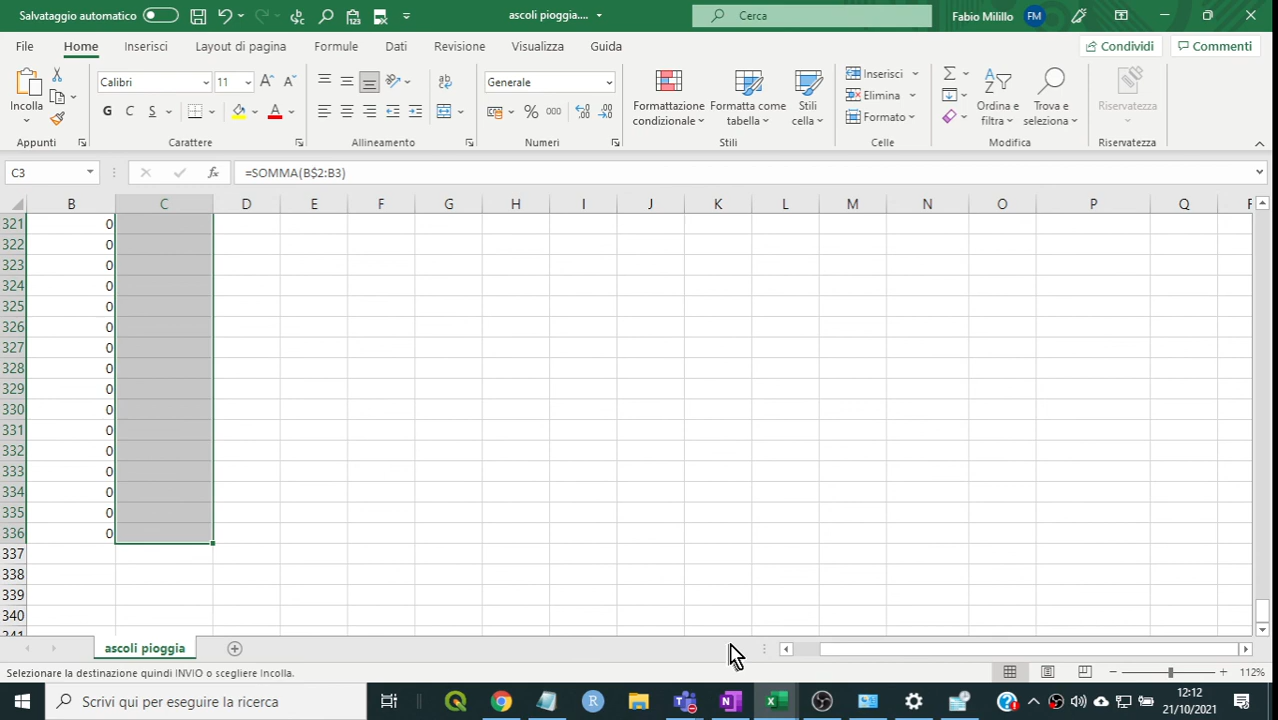 Salvataggio automatico
ascoli pioggia....
Cerca
Fabio Milillo
FM
File
Home
Inserisci
Layout di pagina
Formule
Dati
Revisione
Visualizza
Guida
Condividi
Commenti
Incolla
Calibri
11
G C S
Generale
% 000
Formattazione condizionale
Formatta come tabella
Stili cella
Inserisci
Elimina
Formato
Ordina e filtra
Trova e seleziona
Riservatezza
Appunti
Carattere
Allineamento
Numeri
Stili
Celle
Modifica
Riservatezza
C3
fx
=SOMMA(B$2:B3)
B C D E F G H I J K L M N O P Q
321 0
322 0
323 0
324 0
325 0
326 0
327 0
328 0
329 0
330 0
331 0
332 0
333 0
334 0
335 0
336 0
337
338
339
340
341
ascoli pioggia
Selezionare la destinazione quindi INVIO o scegliere Incolla.
112%
Scrivi qui per eseguire la ricerca
12:12
21/10/2021